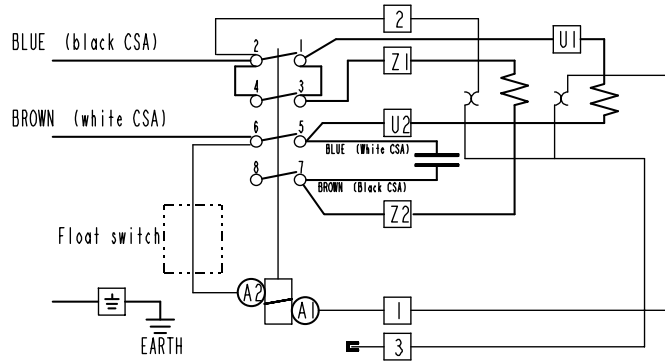 2
U1
BLUE (black CSA)
2 1
Z1
4 3
BROWN (white CSA)
6 5
U2
BLUE (White CSA)
8 7
BROWN (Black CSA)
Z2
Float switch
A2
A1
1
EARTH
3